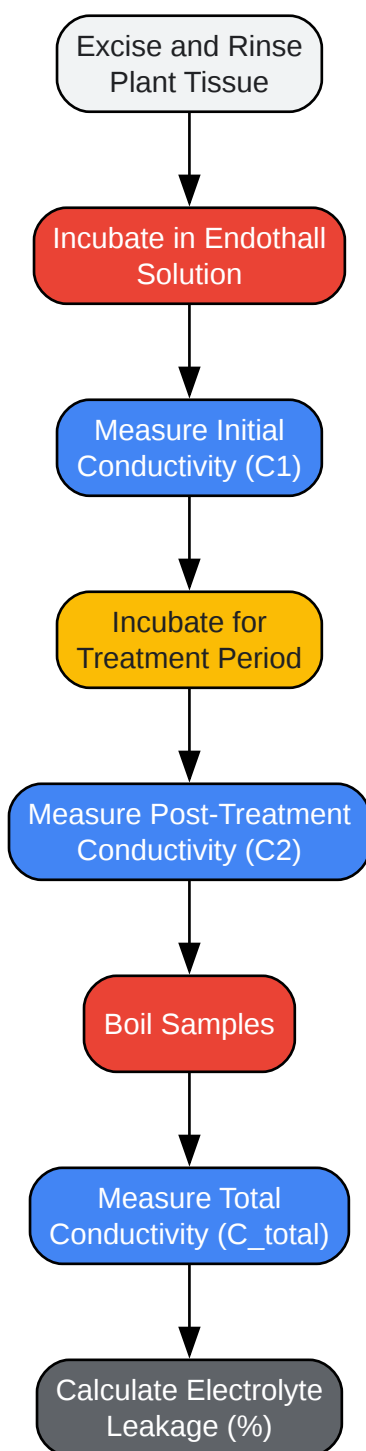 Excise and Rinse
Plant Tissue
Incubate in Endothall
Solution
Measure Initial
Conductivity (C1)
Incubate for
Treatment Period
Measure Post-Treatment
Conductivity (C2)
Boil Samples
Measure Total
Conductivity (C_total)
Calculate Electrolyte
Leakage (%)